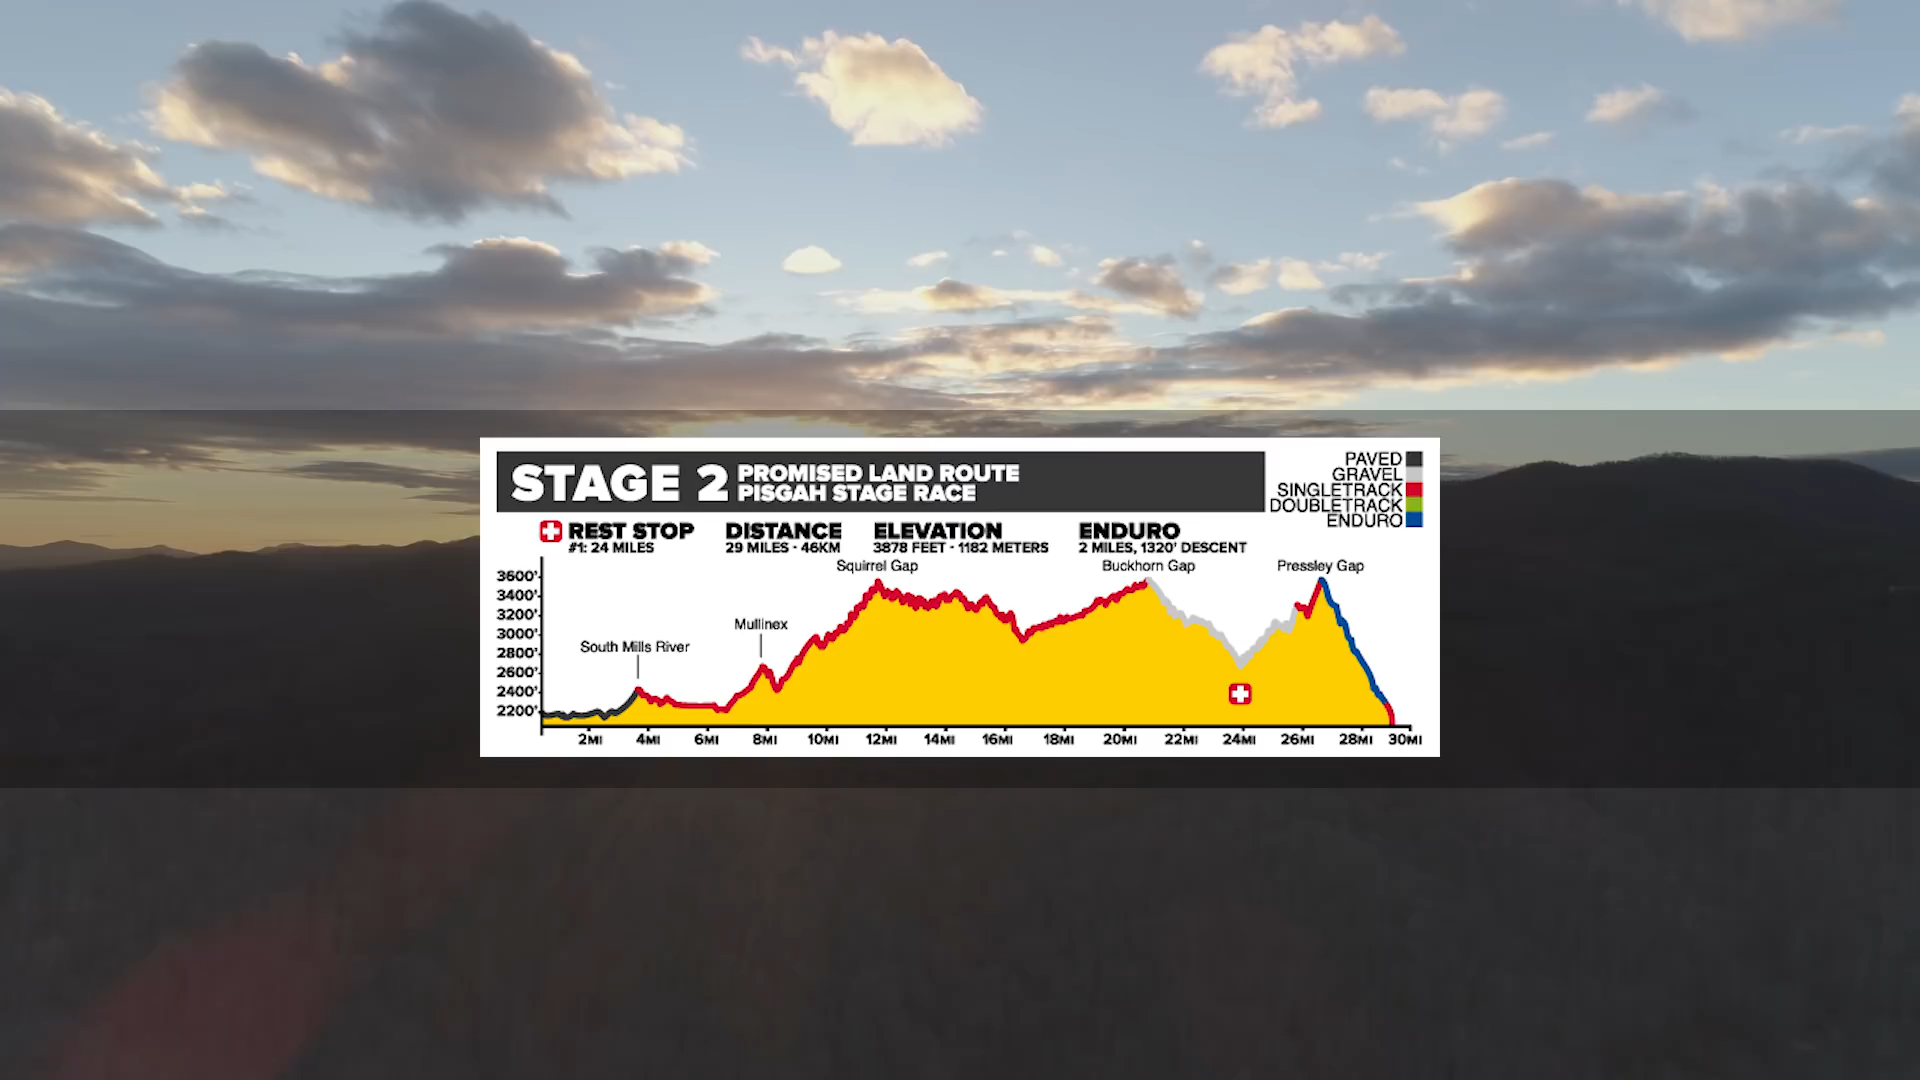 STAGE 2 PROMISED LAND ROUTE
PISGAH STAGE RACE
PAVED
GRAVEL
SINGLETRACK
DOUBLETRACK
ENDURO
REST STOP
#1: 24 MILES
DISTANCE
29 MILES - 46KM
ELEVATION
3878 FEET - 1182 METERS
ENDURO
2 MILES, 1320' DESCENT
Squirrel Gap
Buckhorn Gap
Pressley Gap
Mullinex
South Mills River
3600'
3400'
3200'
3000'
2800'
2600'
2400'
2200'
2MI 4MI 6MI 8MI 10MI 12MI 14MI 16MI 18MI 20MI 22MI 24MI 26MI 28MI 30MI